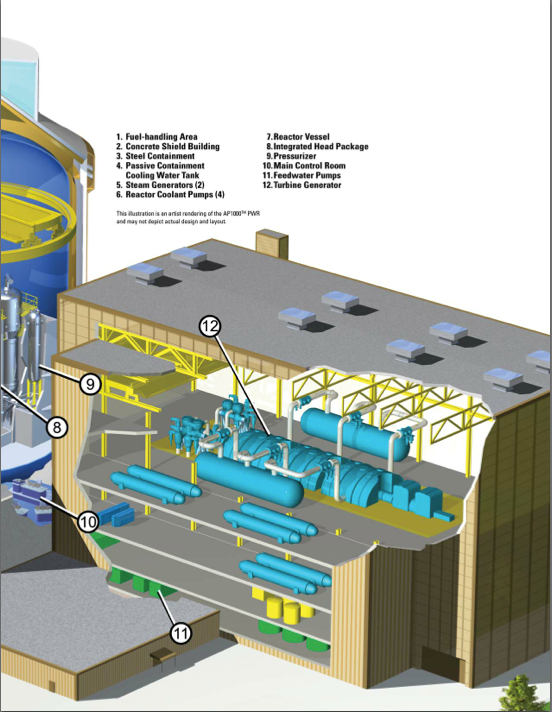 1. Fuel-handling Area
2. Concrete Shield Building
3. Steel Containment
4. Passive Containment
Cooling Water Tank
5. Steam Generators (2)
6. Reactor Coolant Pumps (4)
7.Reactor Vessel
8.Integrated Head Package
9.Pressurizer
10.Main Control Room
11.Feedwater Pumps
12.Turbine Generator
This illustration is an artist rendering of the AP1000™ PWR
and may not depict actual design and layout.
12
9
8
10
11